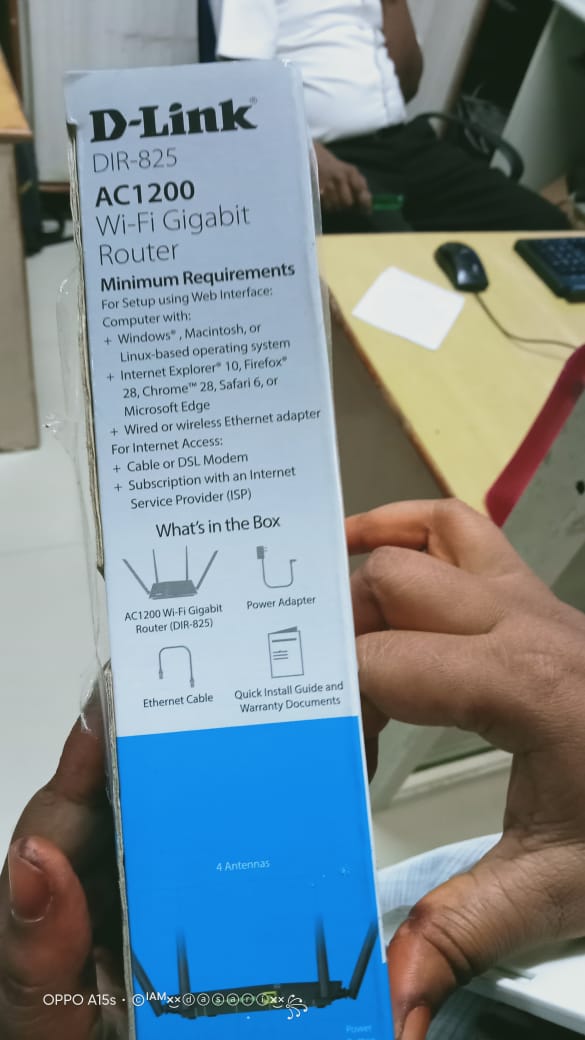 D-Link®
DIR-825
AC1200
Wi-Fi Gigabit
Router
Minimum Requirements
For Setup using Web Interface:
Computer with:
+ Windows® , Macintosh, or
Linux-based operating system
+ Internet Explorer® 10, Firefox®
28, Chrome™ 28, Safari 6, or
Microsoft Edge
+ Wired or wireless Ethernet adapter
For Internet Access:
+ Cable or DSL Modem
+ Subscription with an Internet
Service Provider (ISP)
What's in the Box
AC1200 Wi-Fi Gigabit
Router (DIR-825)
Power Adapter
Ethernet Cable
Quick Install Guide and
Warranty Documents
4 Antennas
Power
OPPO A15s · ©ᴵᴬᴹ